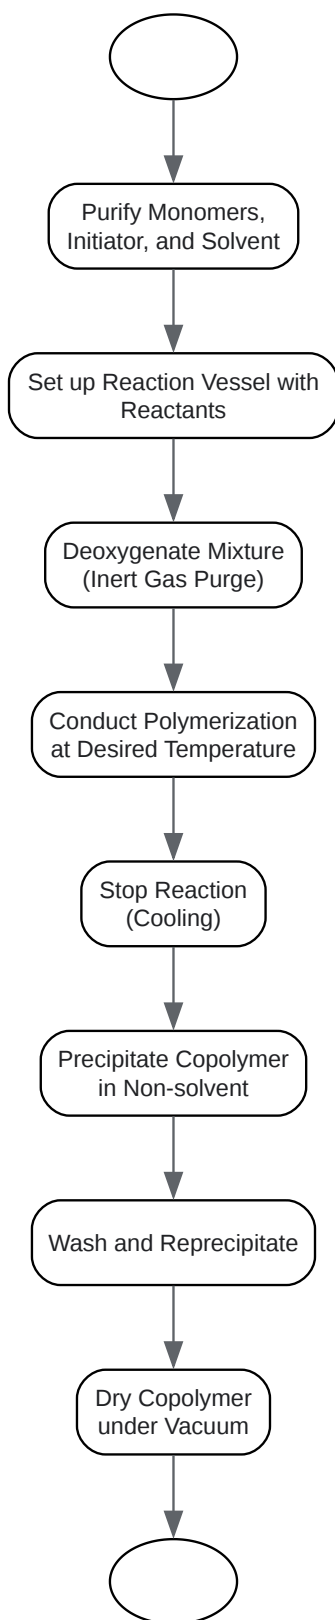 Purify Monomers,
Initiator, and Solvent
Set up Reaction Vessel with
Reactants
Deoxygenate Mixture
(Inert Gas Purge)
Conduct Polymerization
at Desired Temperature
Stop Reaction
(Cooling)
Precipitate Copolymer
in Non-solvent
Wash and Reprecipitate
Dry Copolymer
under Vacuum